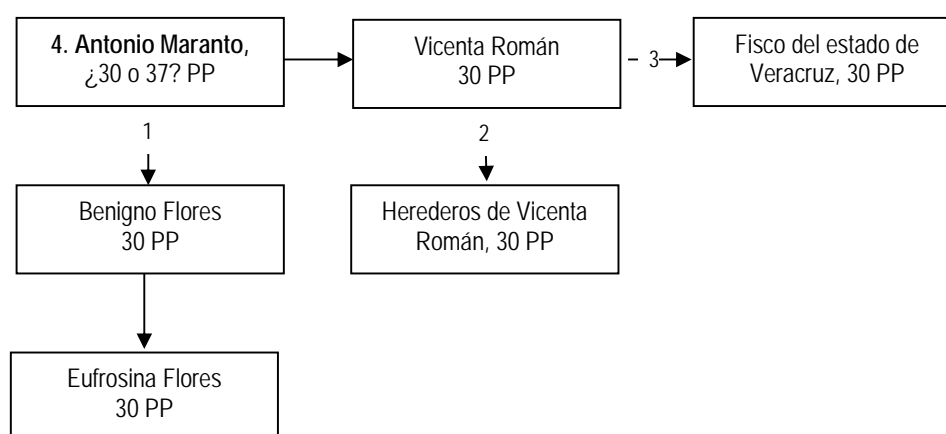 4. Antonio Maranto,
¿30 o 37? PP
Vicenta Román
30 PP
3
Fisco del estado de
Veracruz, 30 PP
1
2
Benigno Flores
30 PP
Herederos de Vicenta
Román, 30 PP
Eufrosina Flores
30 PP